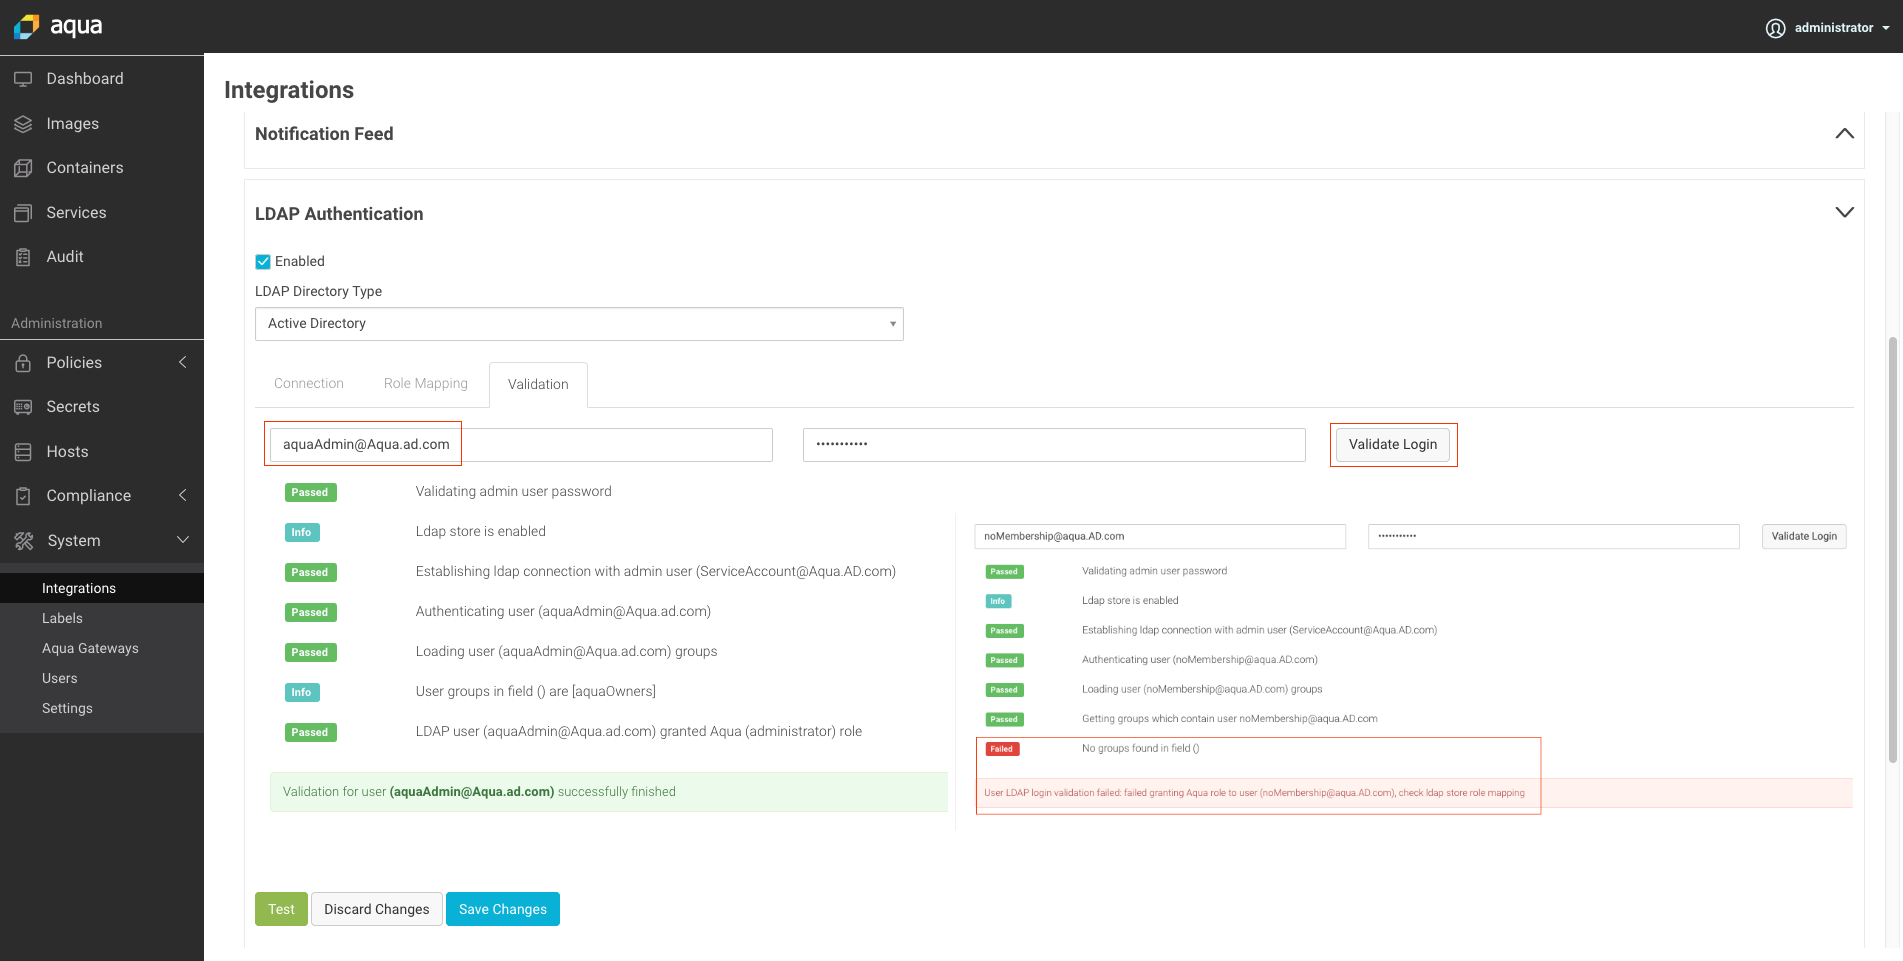 aqua
administrator
Dashboard
Images
Containers
Services
Audit
Administration
Policies
Secrets
Hosts
Compliance
System
Integrations
Labels
Aqua Gateways
Users
Settings
Integrations
Notification Feed
LDAP Authentication
Enabled
LDAP Directory Type
Active Directory
Connection Role Mapping Validation
aquaAdmin@Aqua.ad.com ••••••••••• Validate Login
Passed Validating admin user password
Info Ldap store is enabled
Passed Establishing ldap connection with admin user (ServiceAccount@Aqua.AD.com)
Passed Authenticating user (aquaAdmin@Aqua.ad.com)
Passed Loading user (aquaAdmin@Aqua.ad.com) groups
Info User groups in field () are [aquaOwners]
Passed LDAP user (aquaAdmin@Aqua.ad.com) granted Aqua (administrator) role
Validation for user (aquaAdmin@Aqua.ad.com) successfully finished
noMembership@aqua.AD.com ••••••••••• Validate Login
Passed Validating admin user password
Info Ldap store is enabled
Passed Establishing ldap connection with admin user (ServiceAccount@Aqua.AD.com)
Passed Authenticating user (noMembership@aqua.AD.com)
Passed Loading user (noMembership@aqua.AD.com) groups
Passed Getting groups which contain user noMembership@aqua.AD.com
Failed No groups found in field ()
User LDAP login validation failed: failed granting Aqua role to user (noMembership@aqua.AD.com), check ldap store role mapping
Test Discard Changes Save Changes